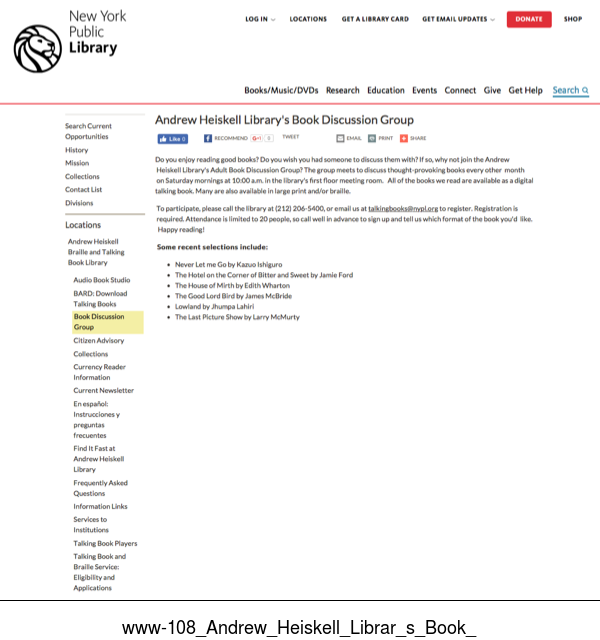 New York
Public
Library
LOG IN
LOCATIONS
GET A LIBRARY CARD
GET EMAIL UPDATES
DONATE
SHOP
Books/Music/DVDs Research Education Events Connect Give Get Help Search
Search Current
Opportunities
History
Mission
Collections
Contact List
Divisions
Locations
Andrew Heiskell
Braille and Talking
Book Library
Audio Book Studio
BARD: Download
Talking Books
Book Discussion
Group
Citizen Advisory
Collections
Currency Reader
Information
Current Newsletter
En español:
Instrucciones y
preguntas
frecuentes
Find It Fast at
Andrew Heiskell
Library
Frequently Asked
Questions
Information Links
Services to
Institutions
Talking Book Players
Talking Book and
Braille Service:
Eligibility and
Applications
Andrew Heiskell Library's Book Discussion Group
Like 0 RECOMMEND G+1 0 TWEET EMAIL PRINT SHARE
Do you enjoy reading good books? Do you wish you had someone to discuss them with? If so, why not join the Andrew
Heiskell Library's Adult Book Discussion Group? The group meets to discuss thought-provoking books every other month
on Saturday mornings at 10:00 a.m. in the library's first floor meeting room. All of the books we read are available as a digital
talking book. Many are also available in large print and/or braille.
To participate, please call the library at (212) 206-5400, or email us at talkingbooks@nypl.org to register. Registration is
required. Attendance is limited to 20 people, so call well in advance to sign up and tell us which format of the book you'd like.
Happy reading!
Some recent selections include:
• Never Let me Go by Kazuo Ishiguro
• The Hotel on the Corner of Bitter and Sweet by Jamie Ford
• The House of Mirth by Edith Wharton
• The Good Lord Bird by James McBride
• Lowland by Jhumpa Lahiri
• The Last Picture Show by Larry McMurty
www-108_Andrew_Heiskell_Librar_s_Book_